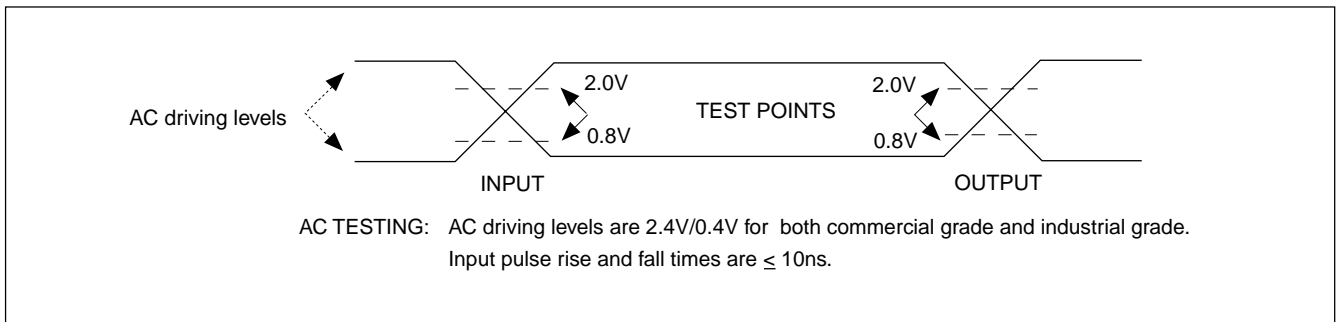 2.0V
2.0V
AC driving levels
TEST POINTS
0.8V
0.8V
INPUT
OUTPUT
AC TESTING: AC driving levels are 2.4V/0.4V for both commercial grade and industrial grade.
Input pulse rise and fall times are ≤ 10ns.